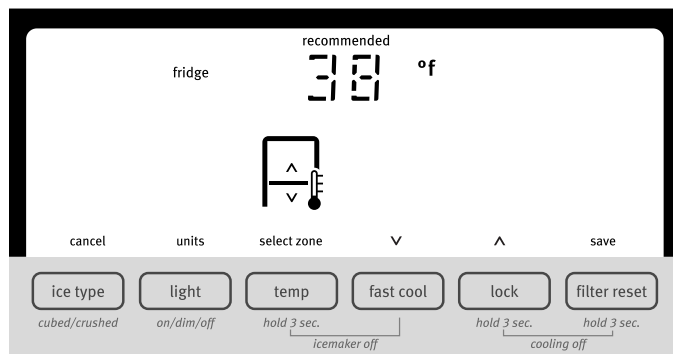 recommended
fridge 38 °f
cancel units select zone ∨ ∧ save
ice type light temp fast cool lock filter reset
cubed/crushed on/dim/off hold 3 sec. hold 3 sec. hold 3 sec.
icemaker off cooling off